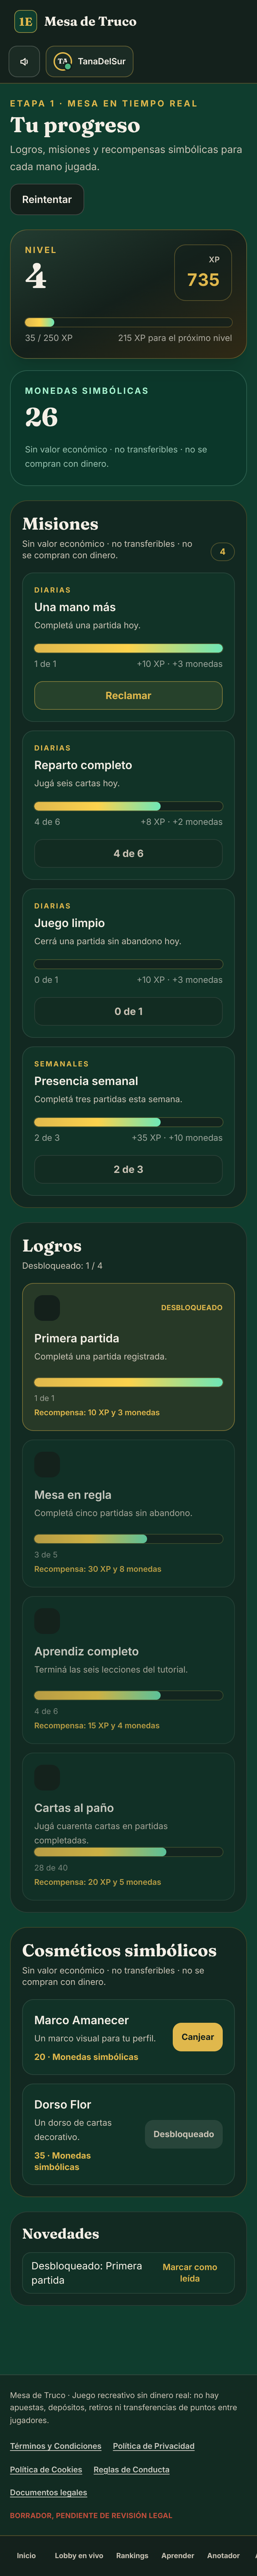 1E Mesa de Truco
TA TanaDelSur
ETAPA 1 · MESA EN TIEMPO REAL
Tu progreso
Logros, misiones y recompensas simbólicas para
cada mano jugada.
Reintentar
NIVEL
4
XP
735
35 / 250 XP
215 XP para el próximo nivel
MONEDAS SIMBÓLICAS
26
Sin valor económico · no transferibles · no se
compran con dinero.
Misiones
Sin valor económico · no transferibles · no
se compran con dinero.
4
DIARIAS
Una mano más
Completá una partida hoy.
1 de 1
+10 XP · +3 monedas
Reclamar
DIARIAS
Reparto completo
Jugá seis cartas hoy.
4 de 6
+8 XP · +2 monedas
4 de 6
DIARIAS
Juego limpio
Cerrá una partida sin abandono hoy.
0 de 1
+10 XP · +3 monedas
0 de 1
SEMANALES
Presencia semanal
Completá tres partidas esta semana.
2 de 3
+35 XP · +10 monedas
2 de 3
Logros
Desbloqueado: 1 / 4
DESBLOQUEADO
Primera partida
Completá una partida registrada.
1 de 1
Recompensa: 10 XP y 3 monedas
Mesa en regla
Completá cinco partidas sin abandono.
3 de 5
Recompensa: 30 XP y 8 monedas
Aprendiz completo
Terminá las seis lecciones del tutorial.
4 de 6
Recompensa: 15 XP y 4 monedas
Cartas al paño
Jugá cuarenta cartas en partidas
completadas.
28 de 40
Recompensa: 20 XP y 5 monedas
Cosméticos simbólicos
Sin valor económico · no transferibles · no se
compran con dinero.
Marco Amanecer
Un marco visual para tu perfil.
20 · Monedas simbólicas
Canjear
Dorso Flor
Un dorso de cartas
decorativo.
35 · Monedas
simbólicas
Desbloqueado
Novedades
Desbloqueado: Primera
partida
Marcar como
leída
Mesa de Truco · Juego recreativo sin dinero real: no hay
apuestas, depósitos, retiros ni transferencias de puntos entre
jugadores.
Términos y Condiciones
Política de Privacidad
Política de Cookies
Reglas de Conducta
Documentos legales
BORRADOR, PENDIENTE DE REVISIÓN LEGAL
Inicio
Lobby en vivo
Rankings
Aprender
Anotador